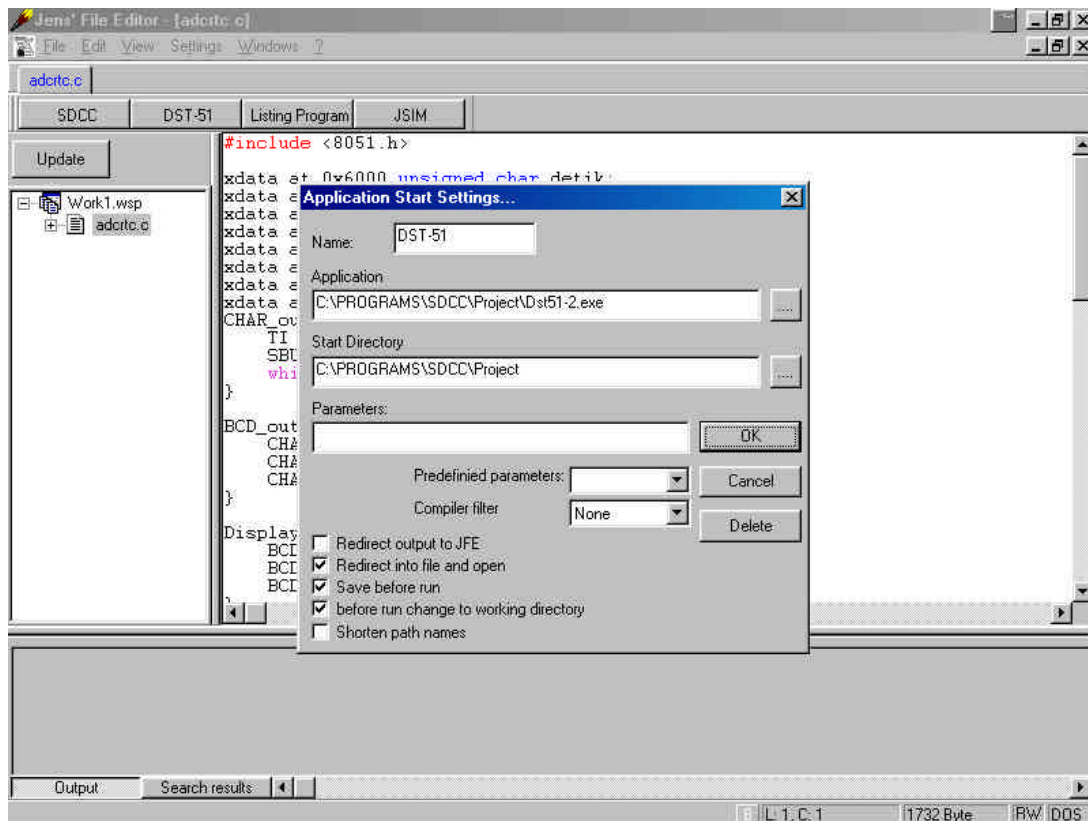 Jens' File Editor - [adcrtc.c]
File Edit View Settings Windows ?
adcrtc.c
SDCC DST-51 Listing Program JSIM
Update
Work1.wsp
adcrtc.c
#include <8051.h>
xdata at 0x6000 unsigned char detik;
xdata a
xdata a
xdata a
xdata a
xdata a
xdata a
xdata a
CHAR_ou
TI
SBU
whi
}
BCD_out
CHA
CHA
CHA
}
Display
BCD
BCD
BCD
Application Start Settings...
Name: DST-51
Application
C:\PROGRAMS\SDCC\Project\Dst51-2.exe
....
Start Directory
C:\PROGRAMS\SDCC\Project
....
Parameters:
OK
Predefinied parameters:
Cancel
Compiler filter None
Delete
Redirect output to JFE
Redirect into file and open
Save before run
before run change to working directory
Shorten path names
Output Search results
L: 1, C: 1 1732 Byte RW DOS